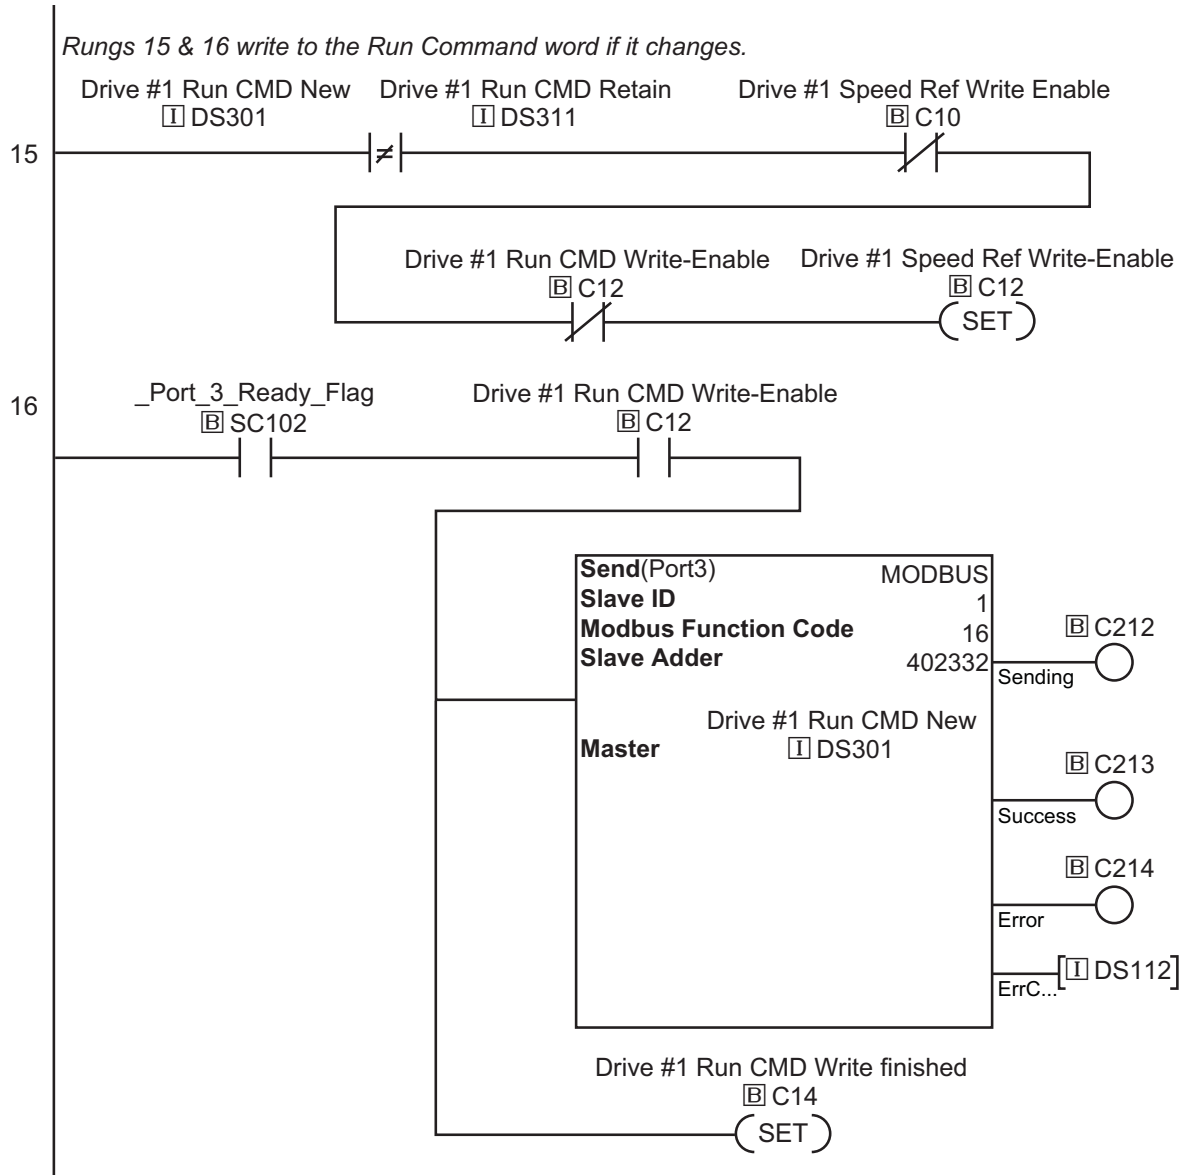 Rungs 15 & 16 write to the Run Command word if it changes.
Drive #1 Run CMD New Drive #1 Run CMD Retain Drive #1 Speed Ref Write Enable
I DS301 I DS311 B C10
15
≠
Drive #1 Run CMD Write-Enable Drive #1 Speed Ref Write-Enable
B C12 B C12
SET
16
_Port_3_Ready_Flag Drive #1 Run CMD Write-Enable
B SC102 B C12
Send(Port3) MODBUS
Slave ID 1
Modbus Function Code 16
Slave Adder 402332
B C212
Sending
Drive #1 Run CMD New
Master I DS301
B C213
Success
B C214
Error
[I DS112]
ErrC...
Drive #1 Run CMD Write finished
B C14
SET